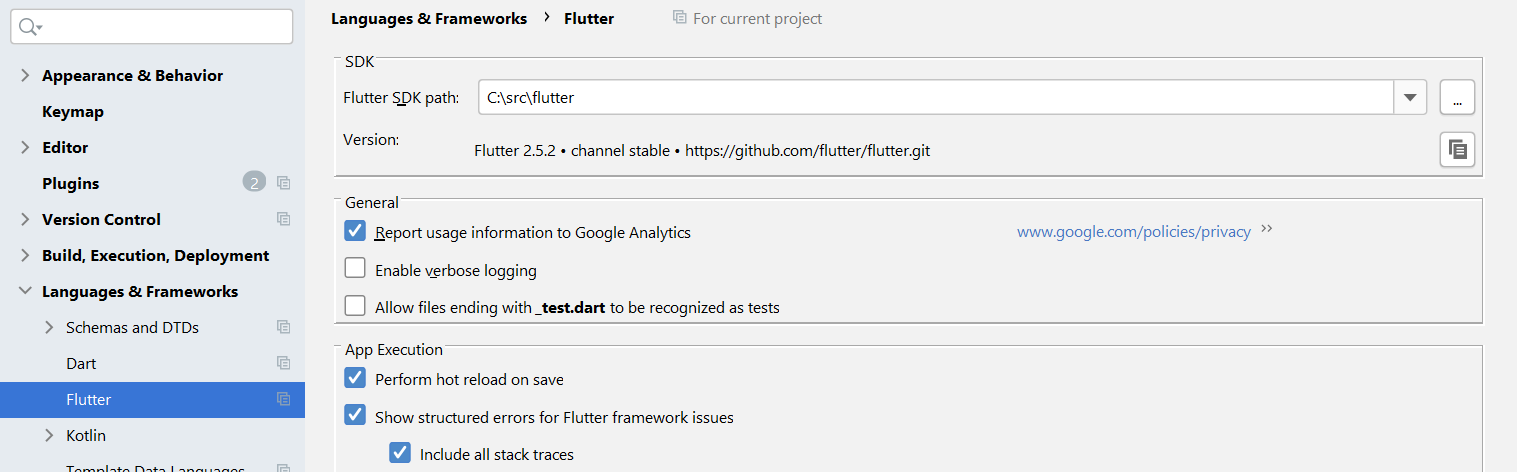 Languages & Frameworks › Flutter For current project
Appearance & Behavior
Keymap
Editor
Plugins 2
Version Control
Build, Execution, Deployment
Languages & Frameworks
Schemas and DTDs
Dart
Flutter
Kotlin
Template Data Languages
SDK
Flutter SDK path: C:\src\flutter ...
Version:
Flutter 2.5.2 • channel stable • https://github.com/flutter/flutter.git
General
Report usage information to Google Analytics www.google.com/policies/privacy
Enable verbose logging
Allow files ending with _test.dart to be recognized as tests
App Execution
Perform hot reload on save
Show structured errors for Flutter framework issues
Include all stack traces